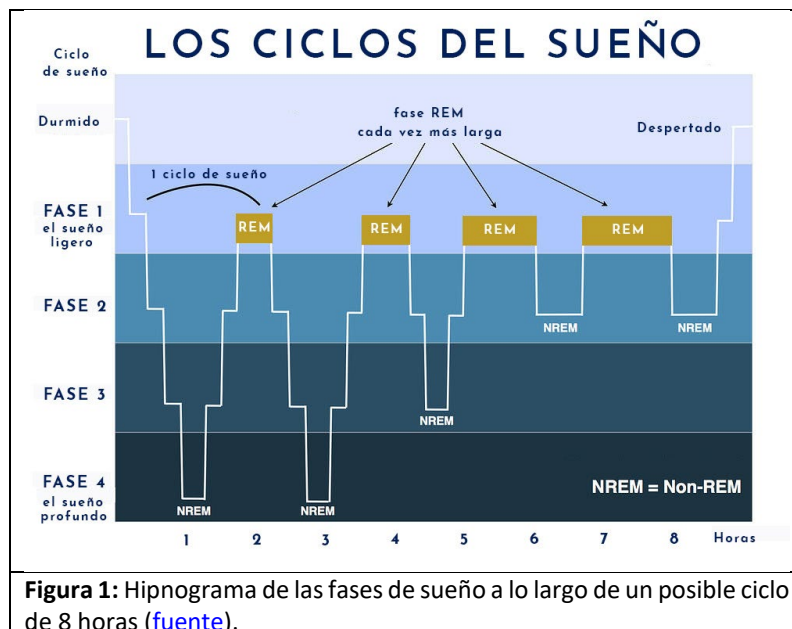 LOS CICLOS DEL SUEÑO
Ciclo
de sueño
Durmido
fase REM
cada vez más larga
Despertado
1 ciclo de sueño
FASE 1
el sueño
ligero
REM
REM
REM
REM
FASE 2
NREM
NREM
FASE 3
NREM
FASE 4
el sueño
profundo
NREM
NREM
NREM = Non-REM
1 2 3 4 5 6 7 8 Horas
Figura 1: Hipnograma de las fases de sueño a lo largo de un posible ciclo
de 8 horas (fuente).